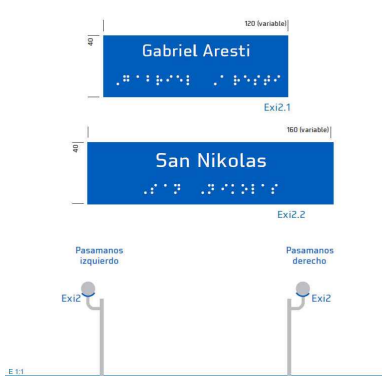 120 (variable)
40
Gabriel Aresti
⠨⠛⠁⠃⠗⠊⠑⠇ ⠨⠁⠗⠑⠎⠞⠊
Exi2.1
160 (variable)
40
San Nikolas
⠨⠎⠁⠝ ⠨⠝⠊⠅⠕⠇⠁⠎
Exi2.2
Pasamanos izquierdo
Pasamanos derecho
Exi2
Exi2
E 1:1